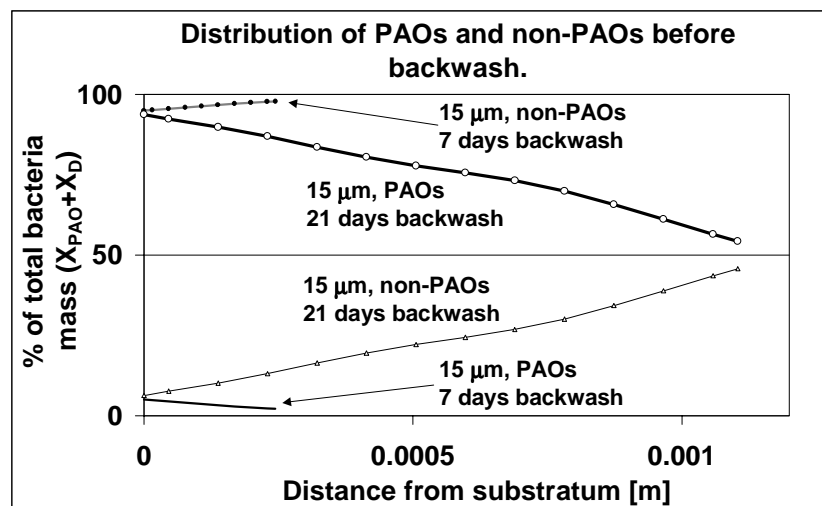 Distribution of PAOs and non-PAOs before
backwash.
% of total bacteria
mass (X_PAO+X_D)
100
50
0
15 μm, non-PAOs
7 days backwash
15 μm, PAOs
21 days backwash
15 μm, non-PAOs
21 days backwash
15 μm, PAOs
7 days backwash
0
0.0005
0.001
Distance from substratum [m]